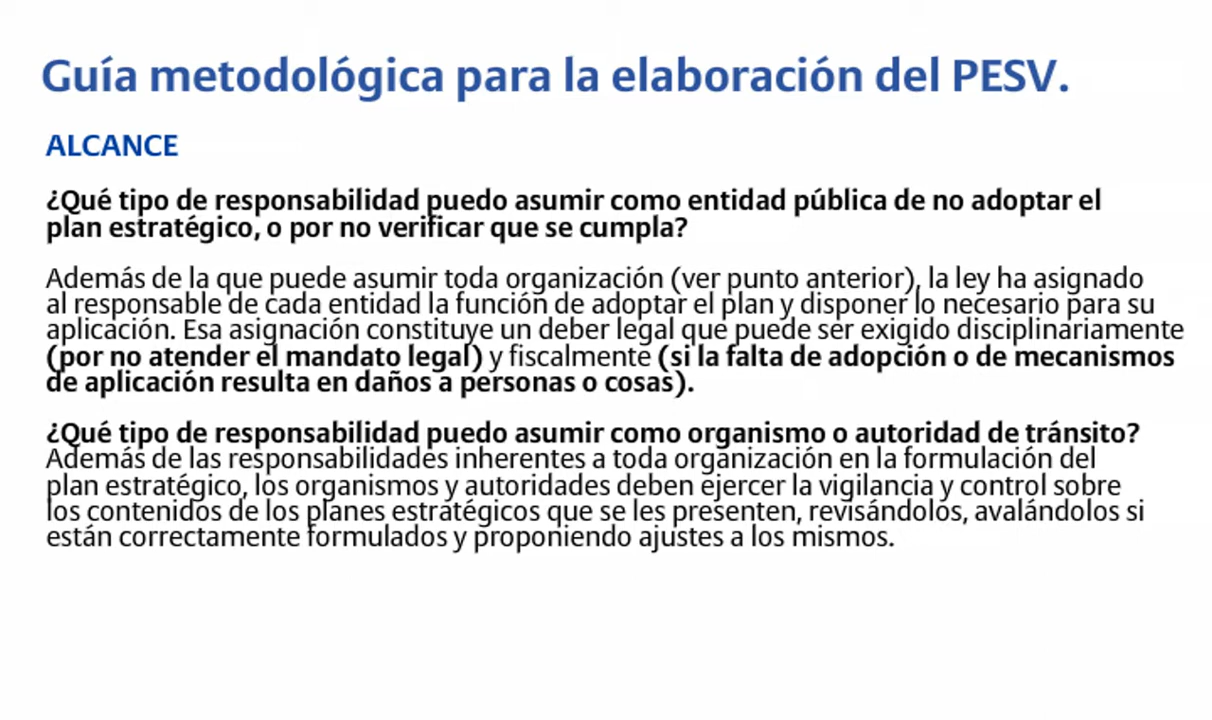 Guía metodológica para la elaboración del PESV.
ALCANCE
¿Qué tipo de responsabilidad puedo asumir como entidad pública de no adoptar el
plan estratégico, o por no verificar que se cumpla?
Además de la que puede asumir toda organización (ver punto anterior), la ley ha asignado
al responsable de cada entidad la función de adoptar el plan y disponer lo necesario para su
aplicación. Esa asignación constituye un deber legal que puede ser exigido disciplinariamente
(por no atender el mandato legal) y fiscalmente (si la falta de adopción o de mecanismos
de aplicación resulta en daños a personas o cosas).
¿Qué tipo de responsabilidad puedo asumir como organismo o autoridad de tránsito?
Además de las responsabilidades inherentes a toda organización en la formulación del
plan estratégico, los organismos y autoridades deben ejercer la vigilancia y control sobre
los contenidos de los planes estratégicos que se les presenten, revisándolos, avalándolos si
están correctamente formulados y proponiendo ajustes a los mismos.